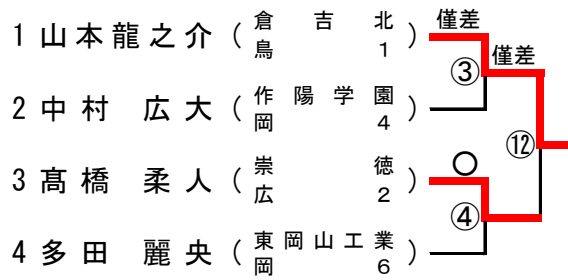 1 山本龍之介 (倉吉北 鳥 1) 僅差
③ 僅差
2 中村 広大 (作陽学園 岡 4)
⑫
3 髙橋 柔人 (崇徳 広 2) ○
④
4 多田 麗央 (東岡山工業 岡 6)